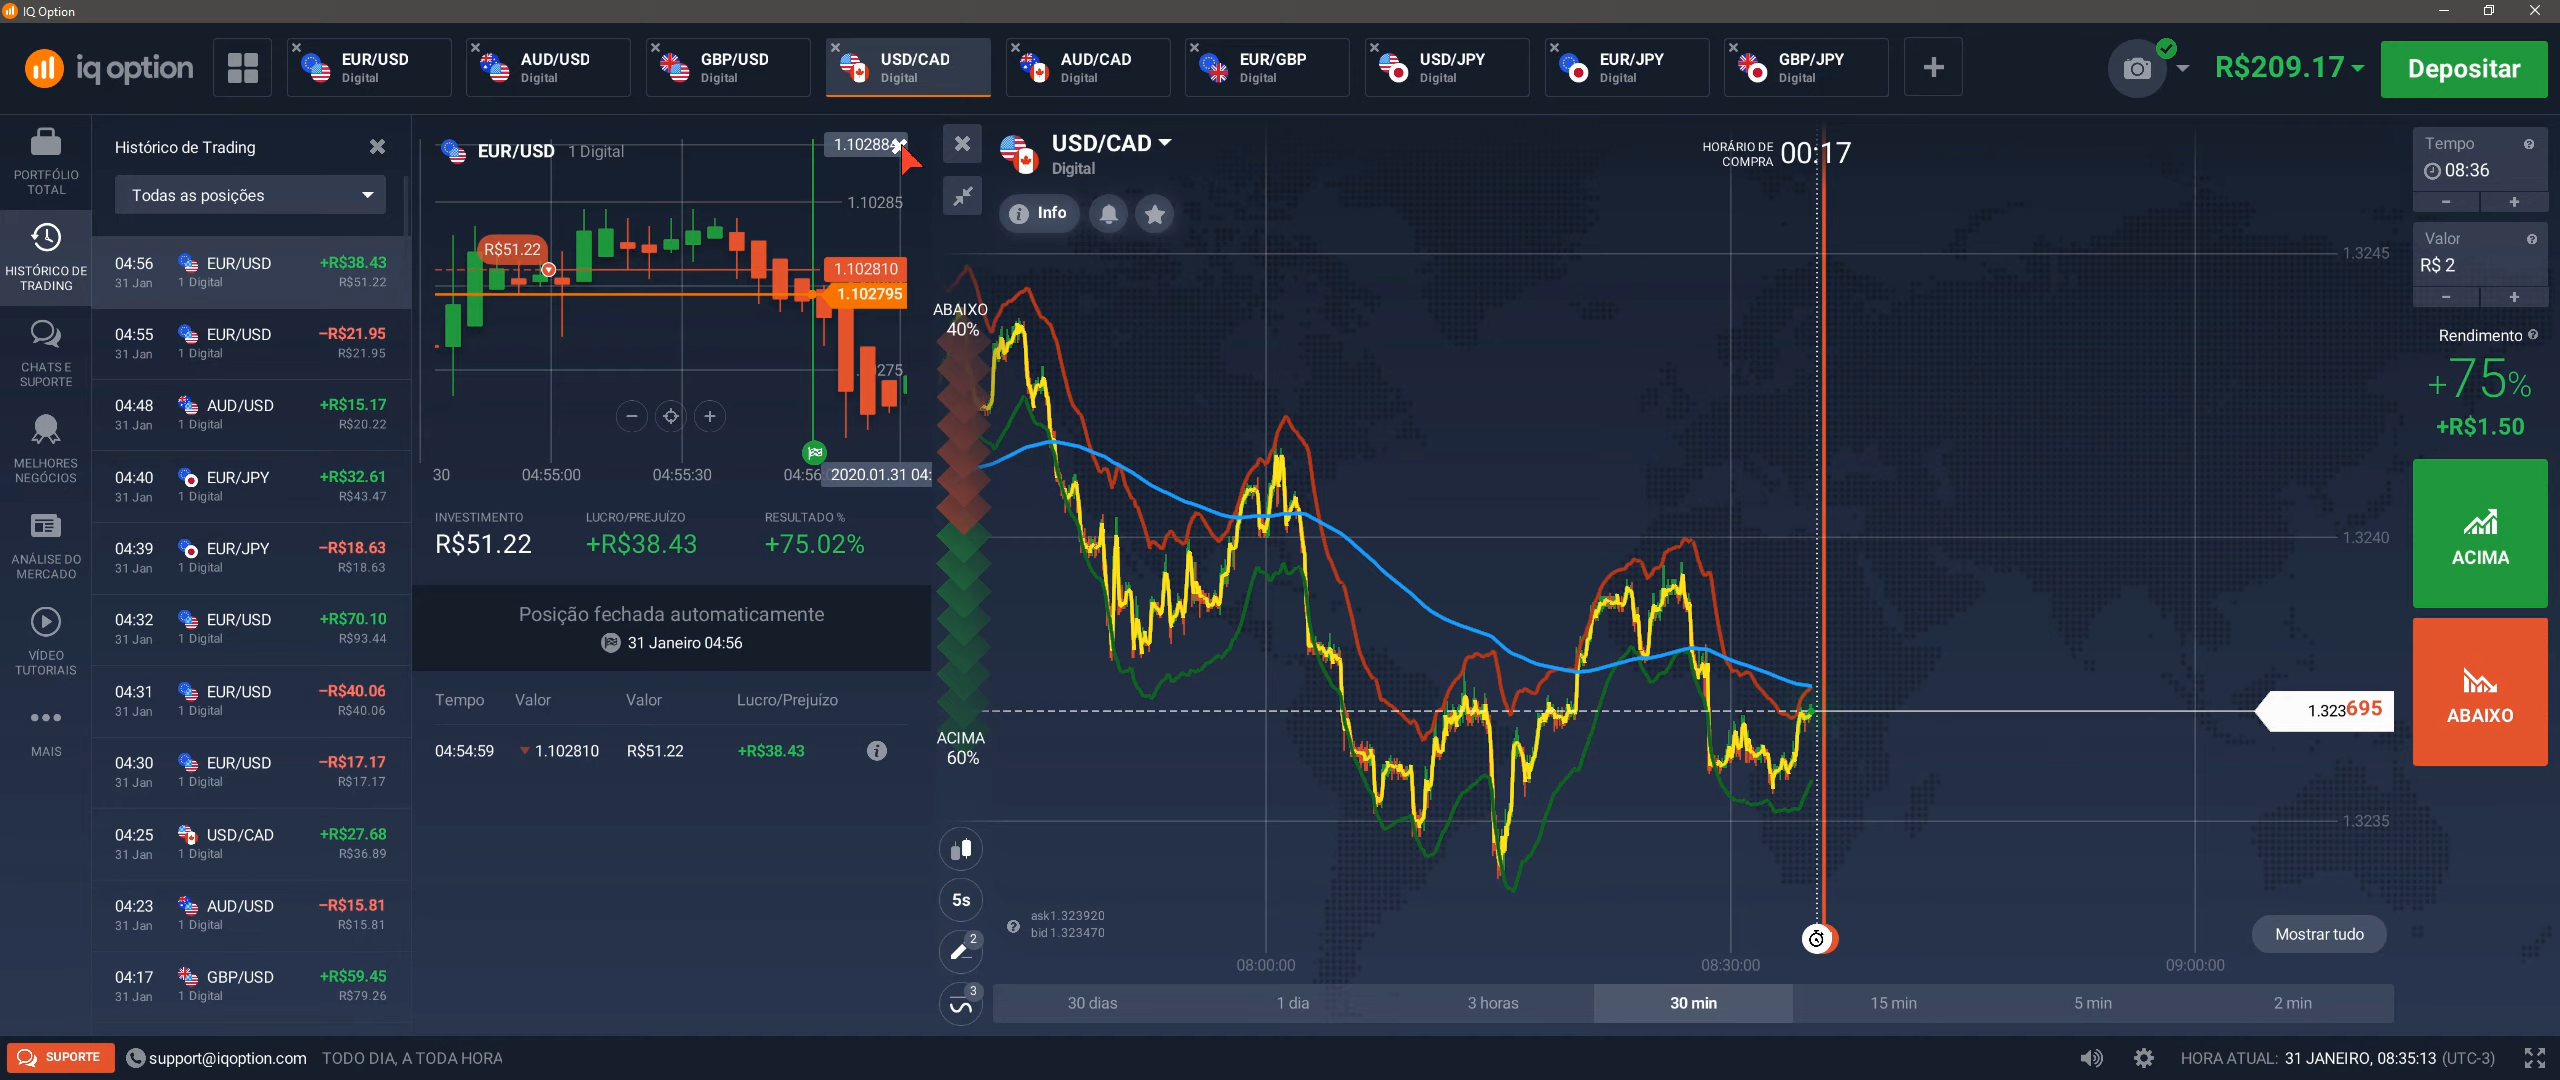 IQ Option
iq option
EUR/USD
Digital
AUD/USD
Digital
GBP/USD
Digital
USD/CAD
Digital
AUD/CAD
Digital
EUR/GBP
Digital
USD/JPY
Digital
EUR/JPY
Digital
GBP/JPY
Digital
R$209.17
Depositar
PORTFÓLIO
TOTAL
HISTÓRICO DE
TRADING
CHATS E
SUPORTE
MELHORES
NEGÓCIOS
ANÁLISE DO
MERCADO
VÍDEO
TUTORIAIS
MAIS
Histórico de Trading
Todas as posições
04:56 EUR/USD +R$38.43
31 Jan 1 Digital R$51.22
04:55 EUR/USD −R$21.95
31 Jan 1 Digital R$21.95
04:48 AUD/USD +R$15.17
31 Jan 1 Digital R$20.22
04:40 EUR/JPY +R$32.61
31 Jan 1 Digital R$43.47
04:39 EUR/JPY −R$18.63
31 Jan 1 Digital R$18.63
04:32 EUR/USD +R$70.10
31 Jan 1 Digital R$93.44
04:31 EUR/USD −R$40.06
31 Jan 1 Digital R$40.06
04:30 EUR/USD −R$17.17
31 Jan 1 Digital R$17.17
04:25 USD/CAD +R$27.68
31 Jan 1 Digital R$36.89
04:23 AUD/USD −R$15.81
31 Jan 1 Digital R$15.81
04:17 GBP/USD +R$59.45
31 Jan 1 Digital R$79.26
EUR/USD 1 Digital
1.10285
R$51.22
1.102810
1.102795
275
30 04:55:00 04:55:30 04:56 2020.01.31 04:
INVESTIMENTO LUCRO/PREJUÍZO RESULTADO %
R$51.22 +R$38.43 +75.02%
Posição fechada automaticamente
31 Janeiro 04:56
Tempo Valor Valor Lucro/Prejuízo
04:54:59 1.102810 R$51.22 +R$38.43
USD/CAD
Digital
Info
HORÁRIO DE
COMPRA 00:17
ABAIXO
40%
ACIMA
60%
1.3245
1.3240
1.323695
1.3235
5s
2
3
ask 1.323920
bid 1.323470
Mostrar tudo
08:00:00 08:30:00 09:00:00
30 dias 1 dia 3 horas 30 min 15 min 5 min 2 min
Tempo
08:36
− +
Valor
R$ 2
− +
Rendimento
+75%
+R$1.50
ACIMA
ABAIXO
SUPORTE support@iqoption.com TODO DIA, A TODA HORA
HORA ATUAL: 31 JANEIRO, 08:35:13 (UTC-3)